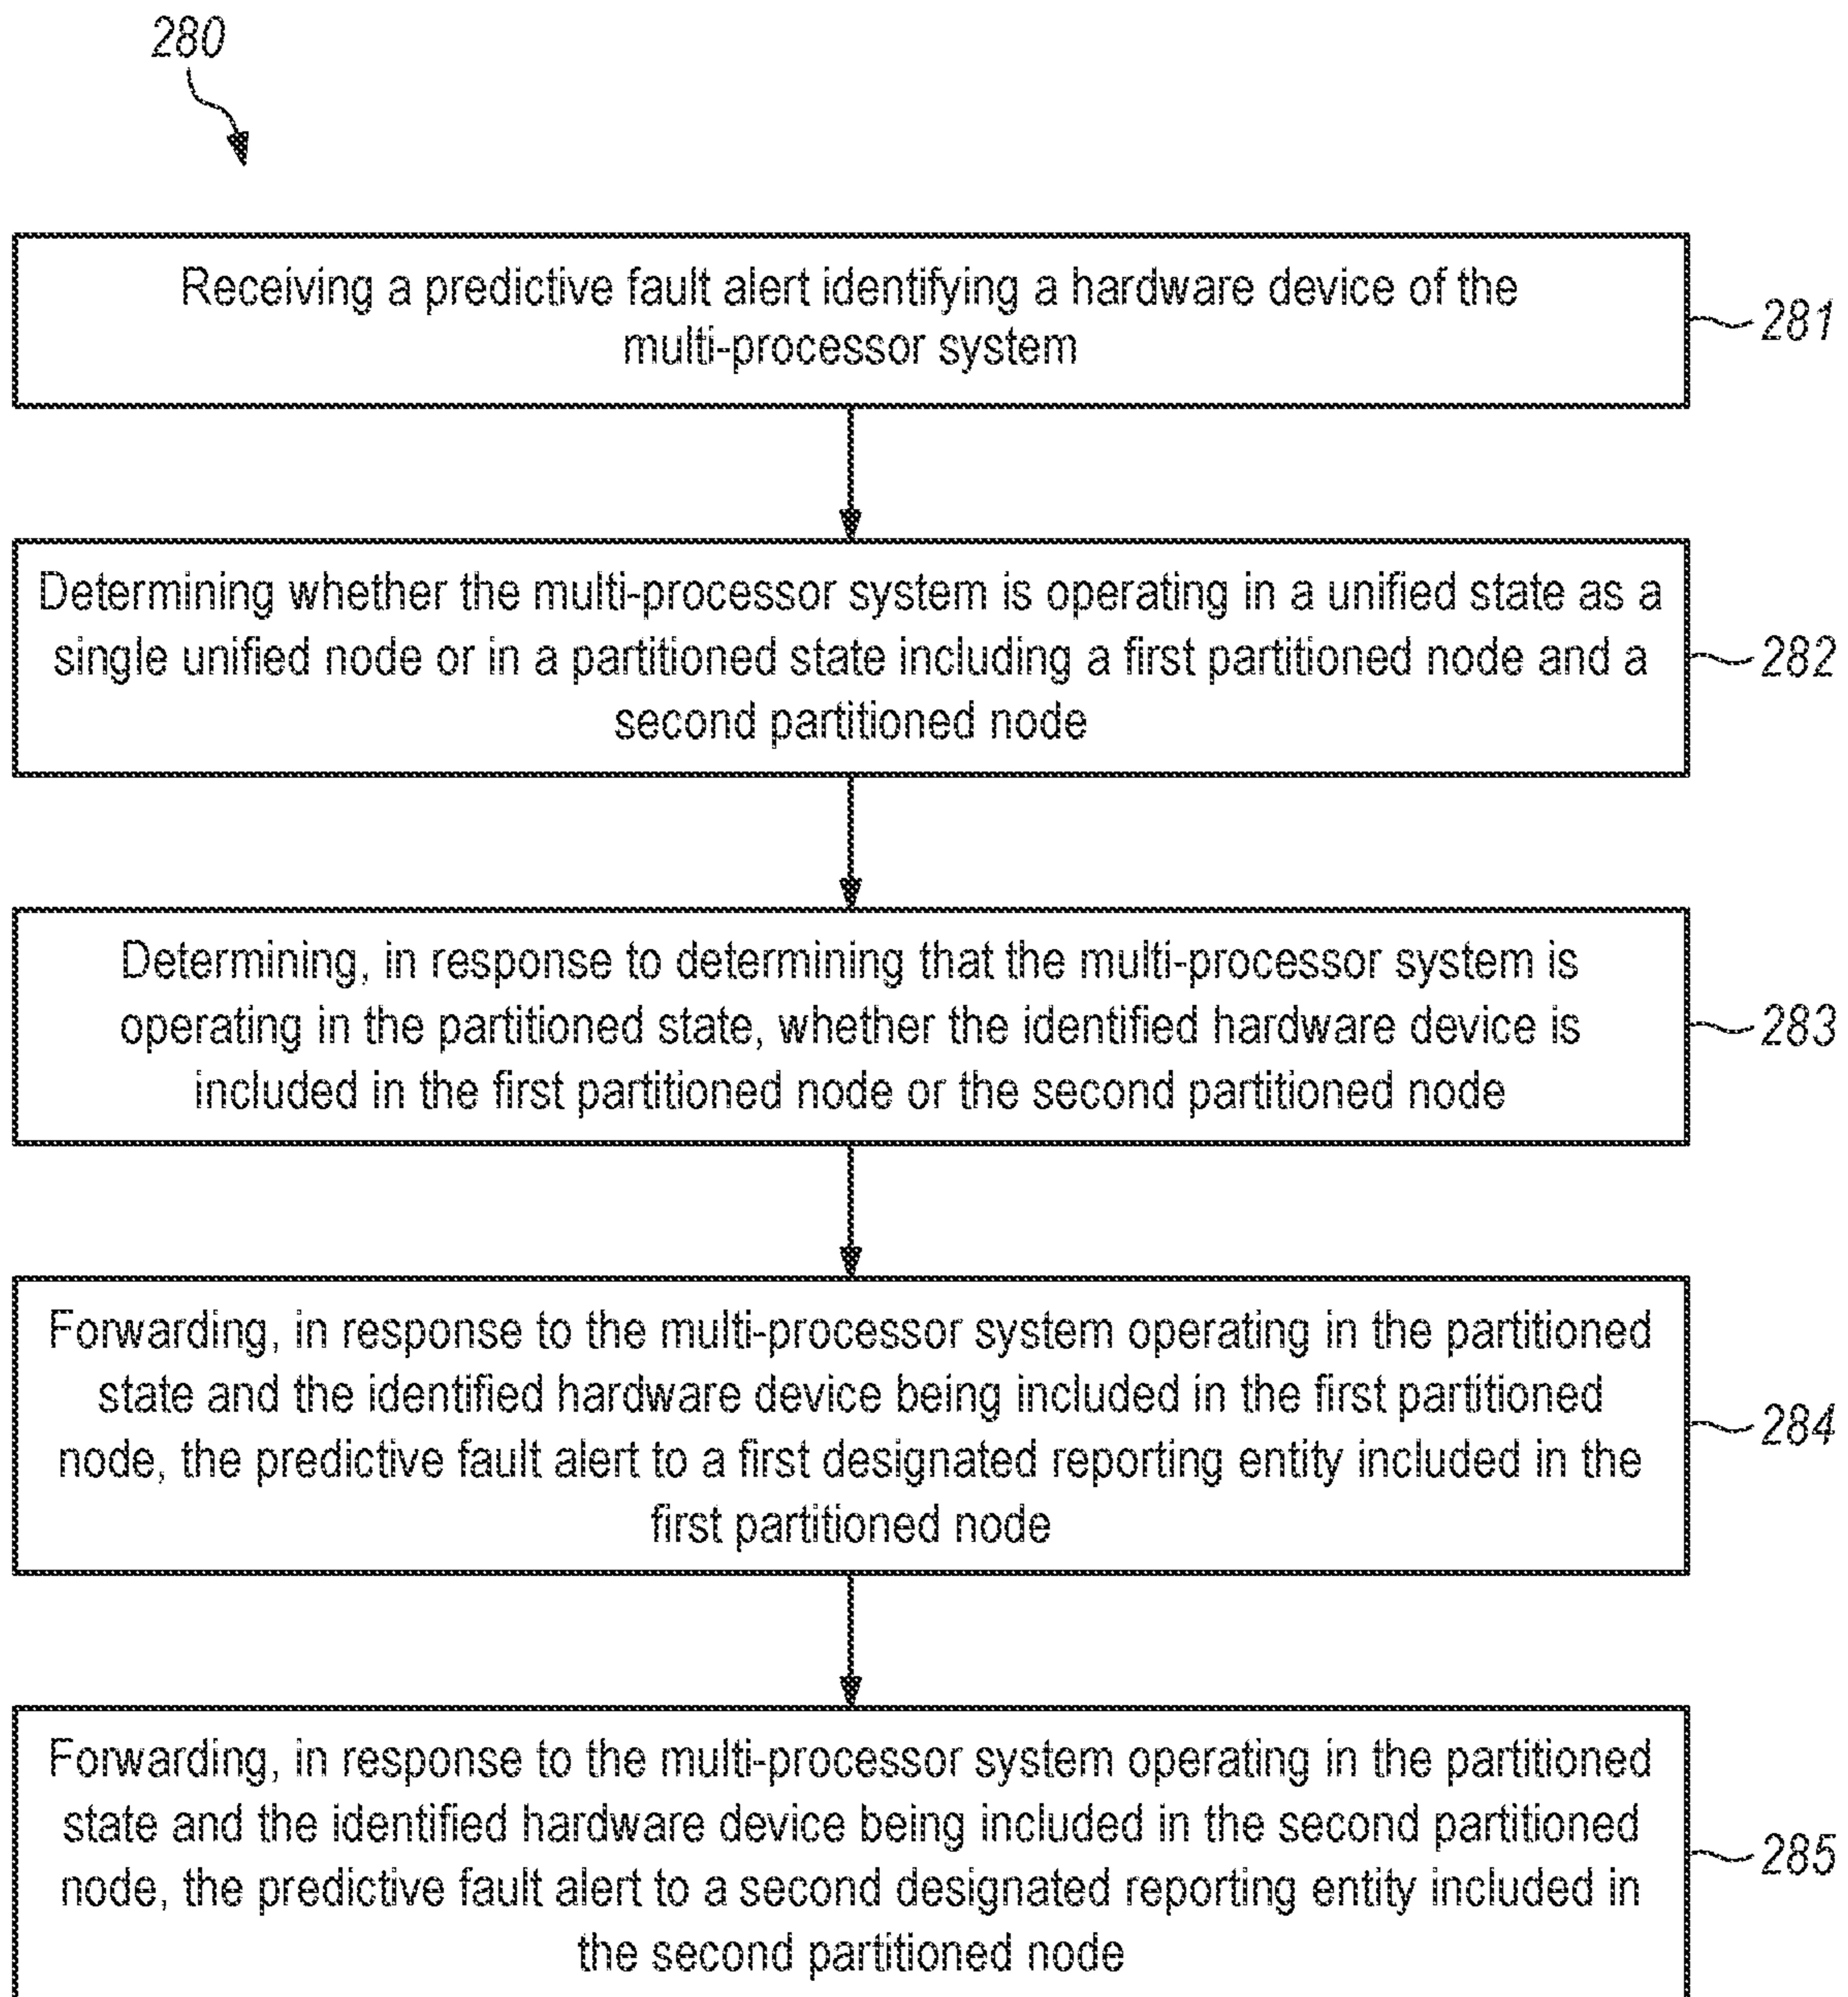 280
Receiving a predictive fault alert identifying a hardware device of the
multi-processor system
281
Determining whether the multi-processor system is operating in a unified state as a
single unified node or in a partitioned state including a first partitioned node and a
second partitioned node
282
Determining, in response to determining that the multi-processor system is
operating in the partitioned state, whether the identified hardware device is
included in the first partitioned node or the second partitioned node
283
Forwarding, in response to the multi-processor system operating in the partitioned
state and the identified hardware device being included in the first partitioned
node, the predictive fault alert to a first designated reporting entity included in the
first partitioned node
284
Forwarding, in response to the multi-processor system operating in the partitioned
state and the identified hardware device being included in the second partitioned
node, the predictive fault alert to a second designated reporting entity included in
the second partitioned node
285